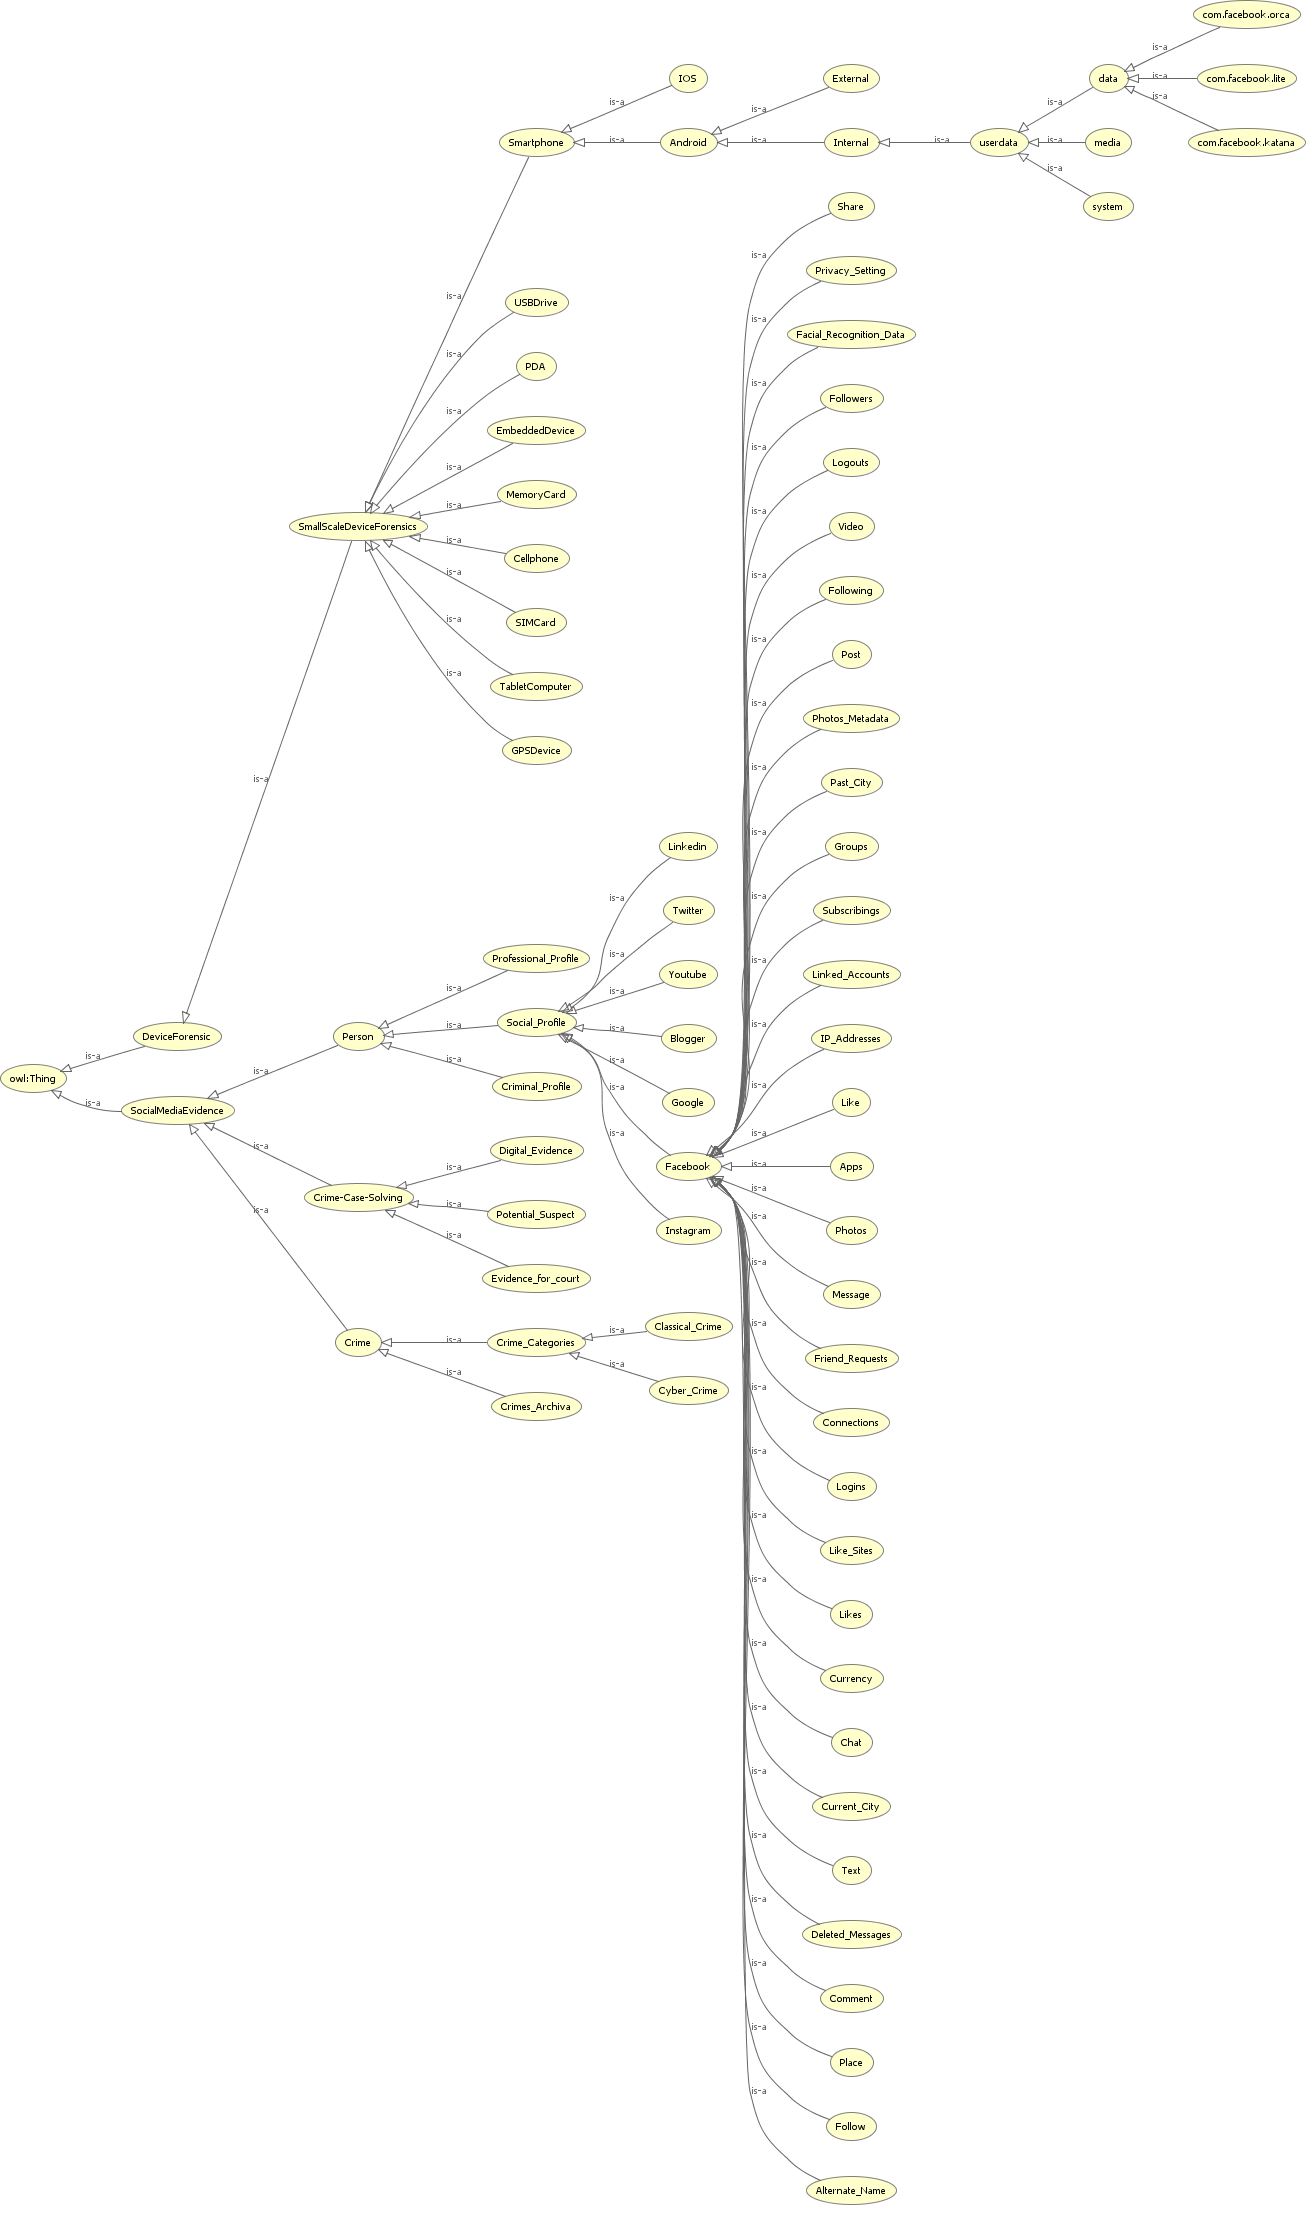 com.facebook.orca
is-a
IOS
External
data
com.facebook.lite
is-a
is-a
is-a
is-a
is-a
Smartphone
Android
Internal
userdata
media
com.facebook.katana
is-a
is-a
is-a
is-a
is-a
system
Share
is-a
Privacy_Setting
is-a
USBDrive
is-a
Facial_Recognition_Data
is-a
PDA
is-a
is-a
Followers
is-a
EmbeddedDevice
is-a
Logouts
is-a
MemoryCard
is-a
is-a
SmallScaleDeviceForensics
Video
is-a
Cellphone
is-a
is-a
Following
SIMCard
is-a
is-a
Post
TabletComputer
is-a
is-a
Photos_Metadata
GPSDevice
is-a
is-a
Past_City
is-a
Linkedin
Groups
is-a
is-a
Twitter
Subscribings
is-a
is-a
Professional_Profile
Youtube
Linked_Accounts
is-a
is-a
is-a
DeviceForensic
Person
Social_Profile
Blogger
IP_Addresses
is-a
is-a
is-a
is-a
owl:Thing
is-a
Criminal_Profile
is-a
is-a
is-a
is-a
SocialMediaEvidence
Google
Like
is-a
is-a
is-a
Digital_Evidence
is-a
is-a
Facebook
Apps
is-a
Crime-Case-Solving
is-a
is-a
is-a
Potential_Suspect
Instagram
Photos
is-a
is-a
Evidence_for_court
Message
is-a
Crime
is-a
Crime_Categories
is-a
Classical_Crime
is-a
Friend_Requests
is-a
is-a
Cyber_Crime
is-a
Crimes_Archiva
Connections
is-a
Logins
is-a
Like_Sites
is-a
Likes
is-a
Currency
is-a
Chat
is-a
Current_City
is-a
Text
is-a
Deleted_Messages
is-a
Comment
is-a
Place
is-a
Follow
is-a
Alternate_Name